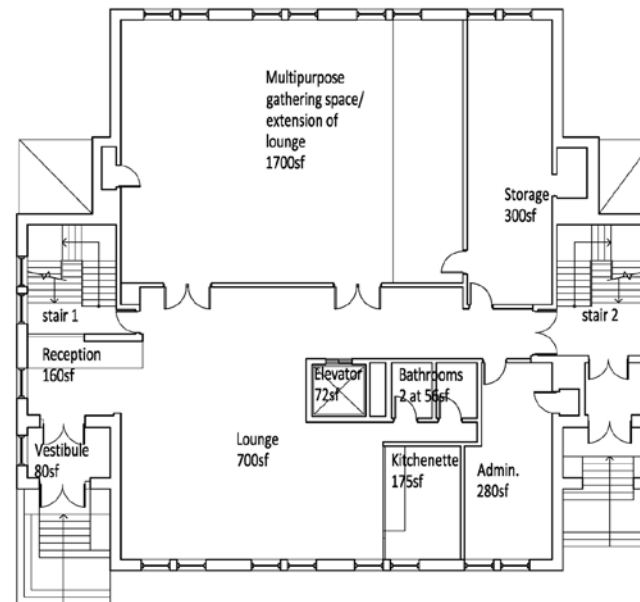 Multipurpose
gathering space/
extension of
lounge
1700sf
Storage
300sf
stair 1
stair 2
Reception
160sf
Elevator
72sf
Bathrooms
2 at 56sf
Vestibule
80sf
Lounge
700sf
Kitchenette
175sf
Admin.
280sf